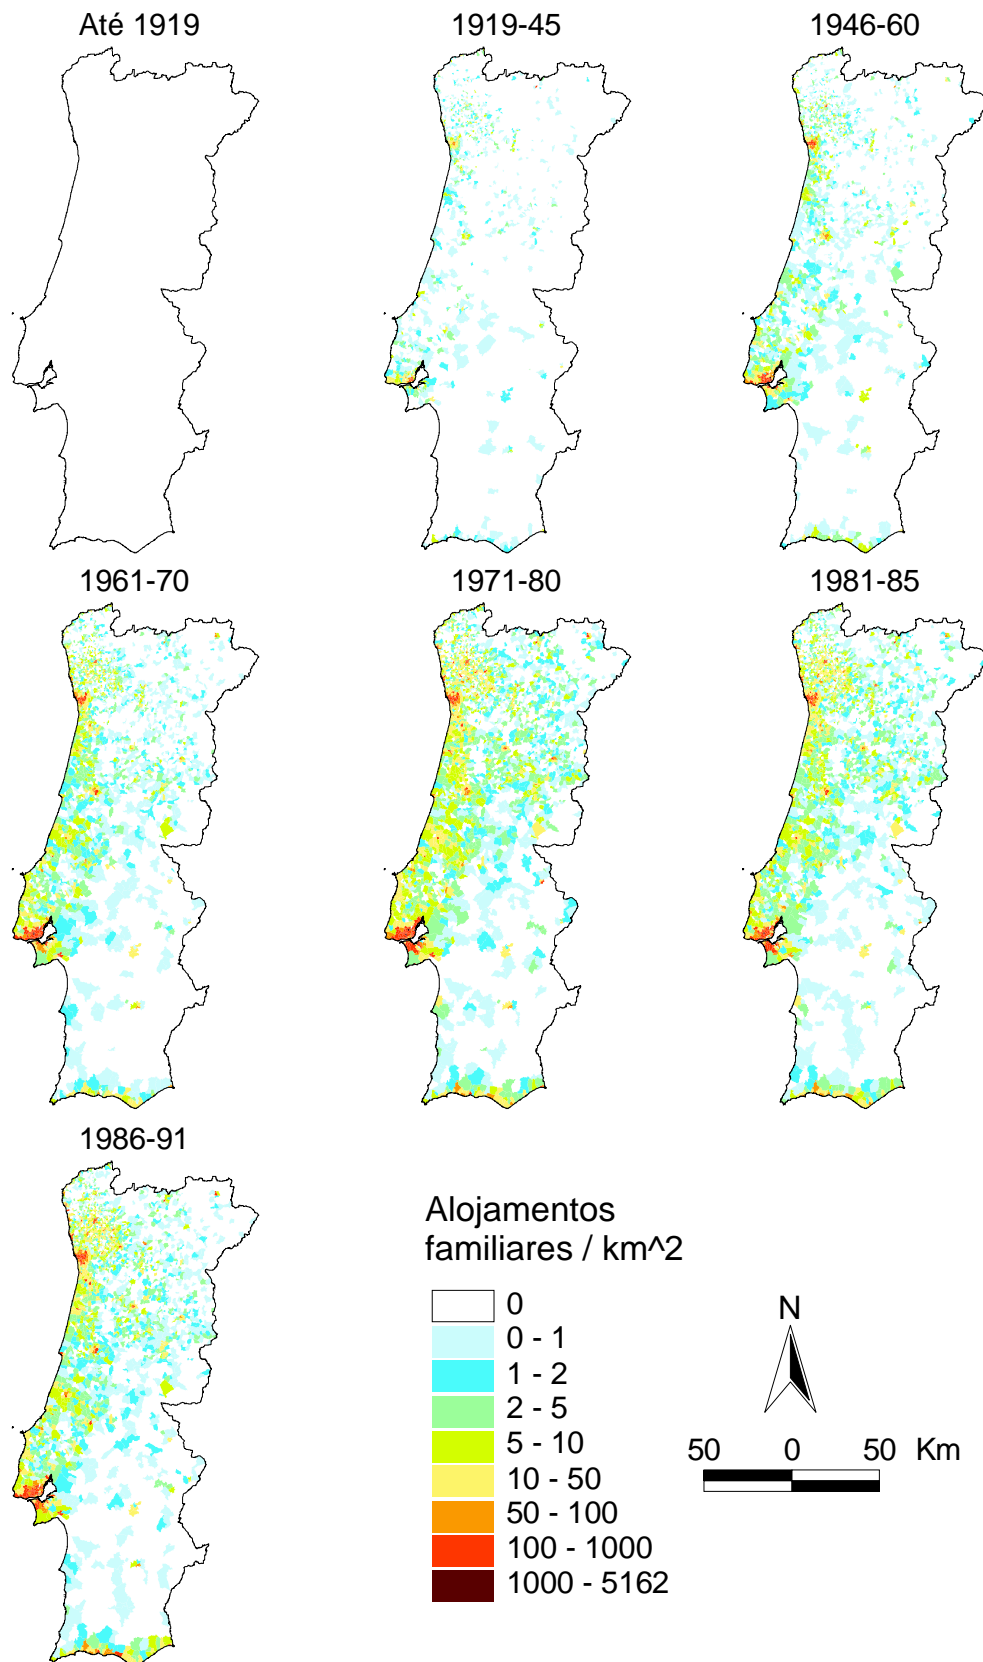 Até 1919
1919-45
1946-60
1961-70
1971-80
1981-85
1986-91
Alojamentos
familiares / km^2
0
0 - 1
1 - 2
2 - 5
5 - 10
10 - 50
50 - 100
100 - 1000
1000 - 5162
N
50 0 50 Km